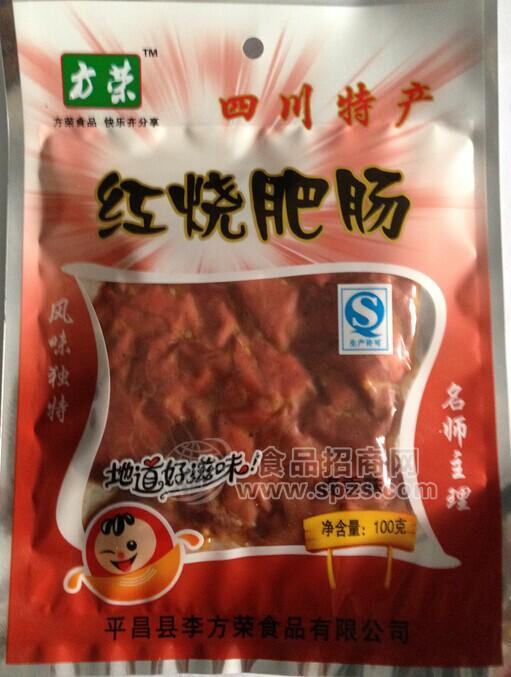 方荣 TM
方荣食品 快乐齐分享
四川特产
红烧肥肠
风味独特
生产许可
名师主理
地道好滋味!
食品招商网
www.spzs.com
净含量: 100克
平昌县李方荣食品有限公司